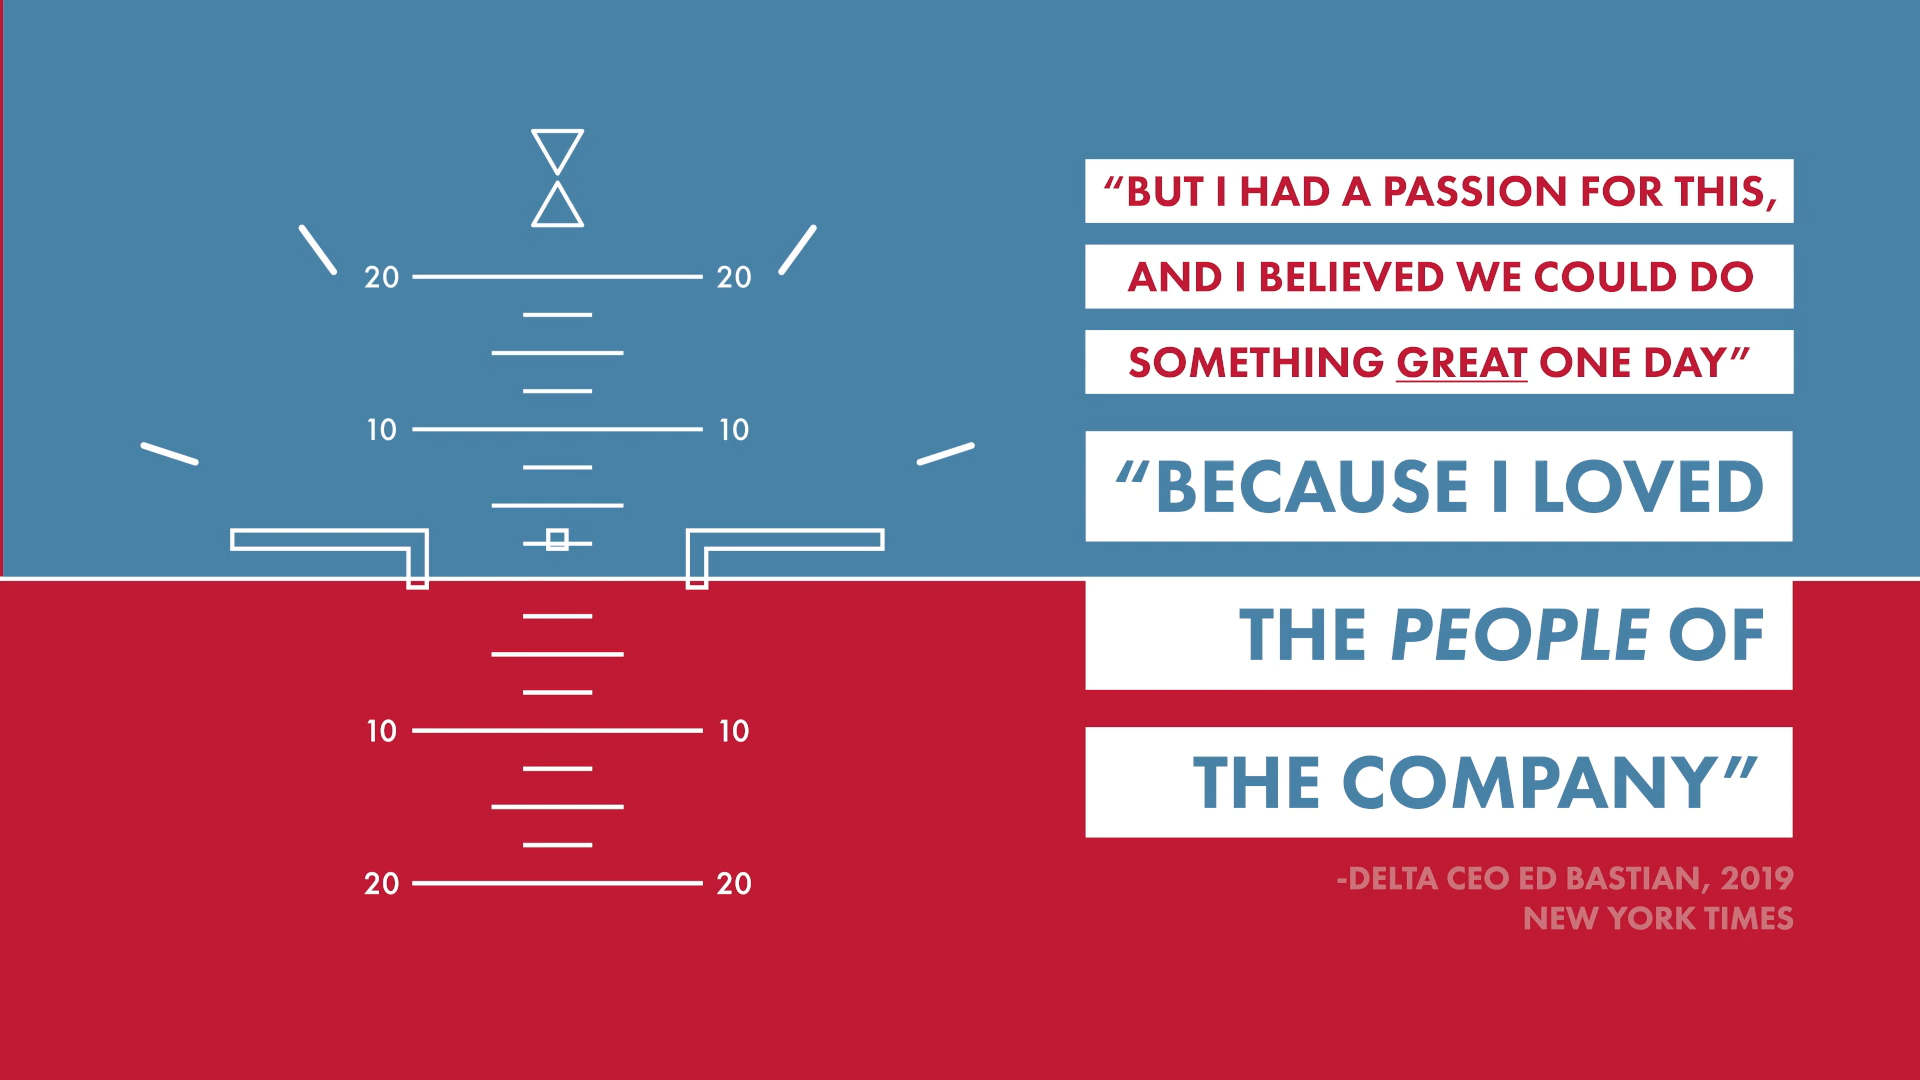 20 20
10 10
10 10
20 20
“BUT I HAD A PASSION FOR THIS,
AND I BELIEVED WE COULD DO
SOMETHING GREAT ONE DAY”
“BECAUSE I LOVED
THE PEOPLE OF
THE COMPANY”
-DELTA CEO ED BASTIAN, 2019
NEW YORK TIMES